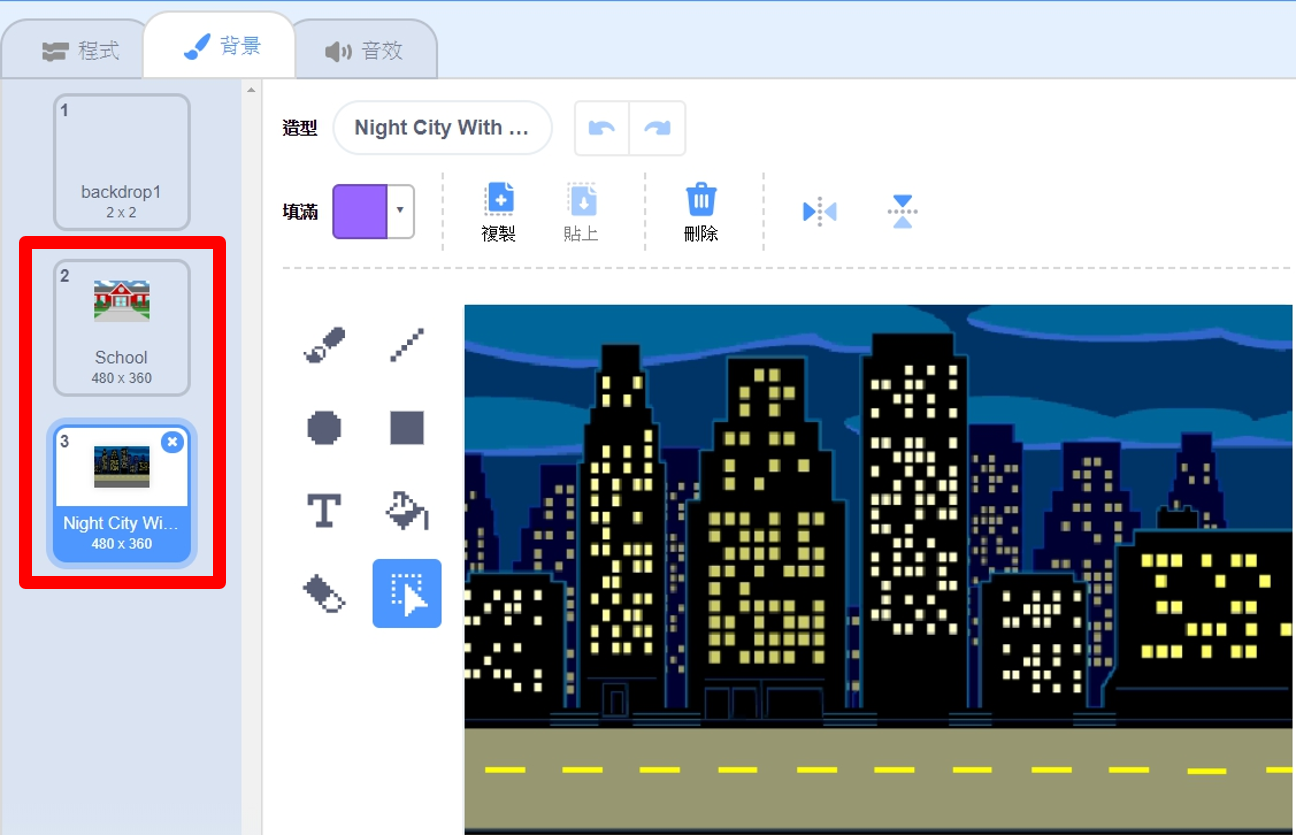 程式
背景
音效
1
backdrop1
2 x 2
2
School
480 x 360
3
Night City Wi...
480 x 360
造型
Night City With ...
填滿
複製
貼上
刪除
T